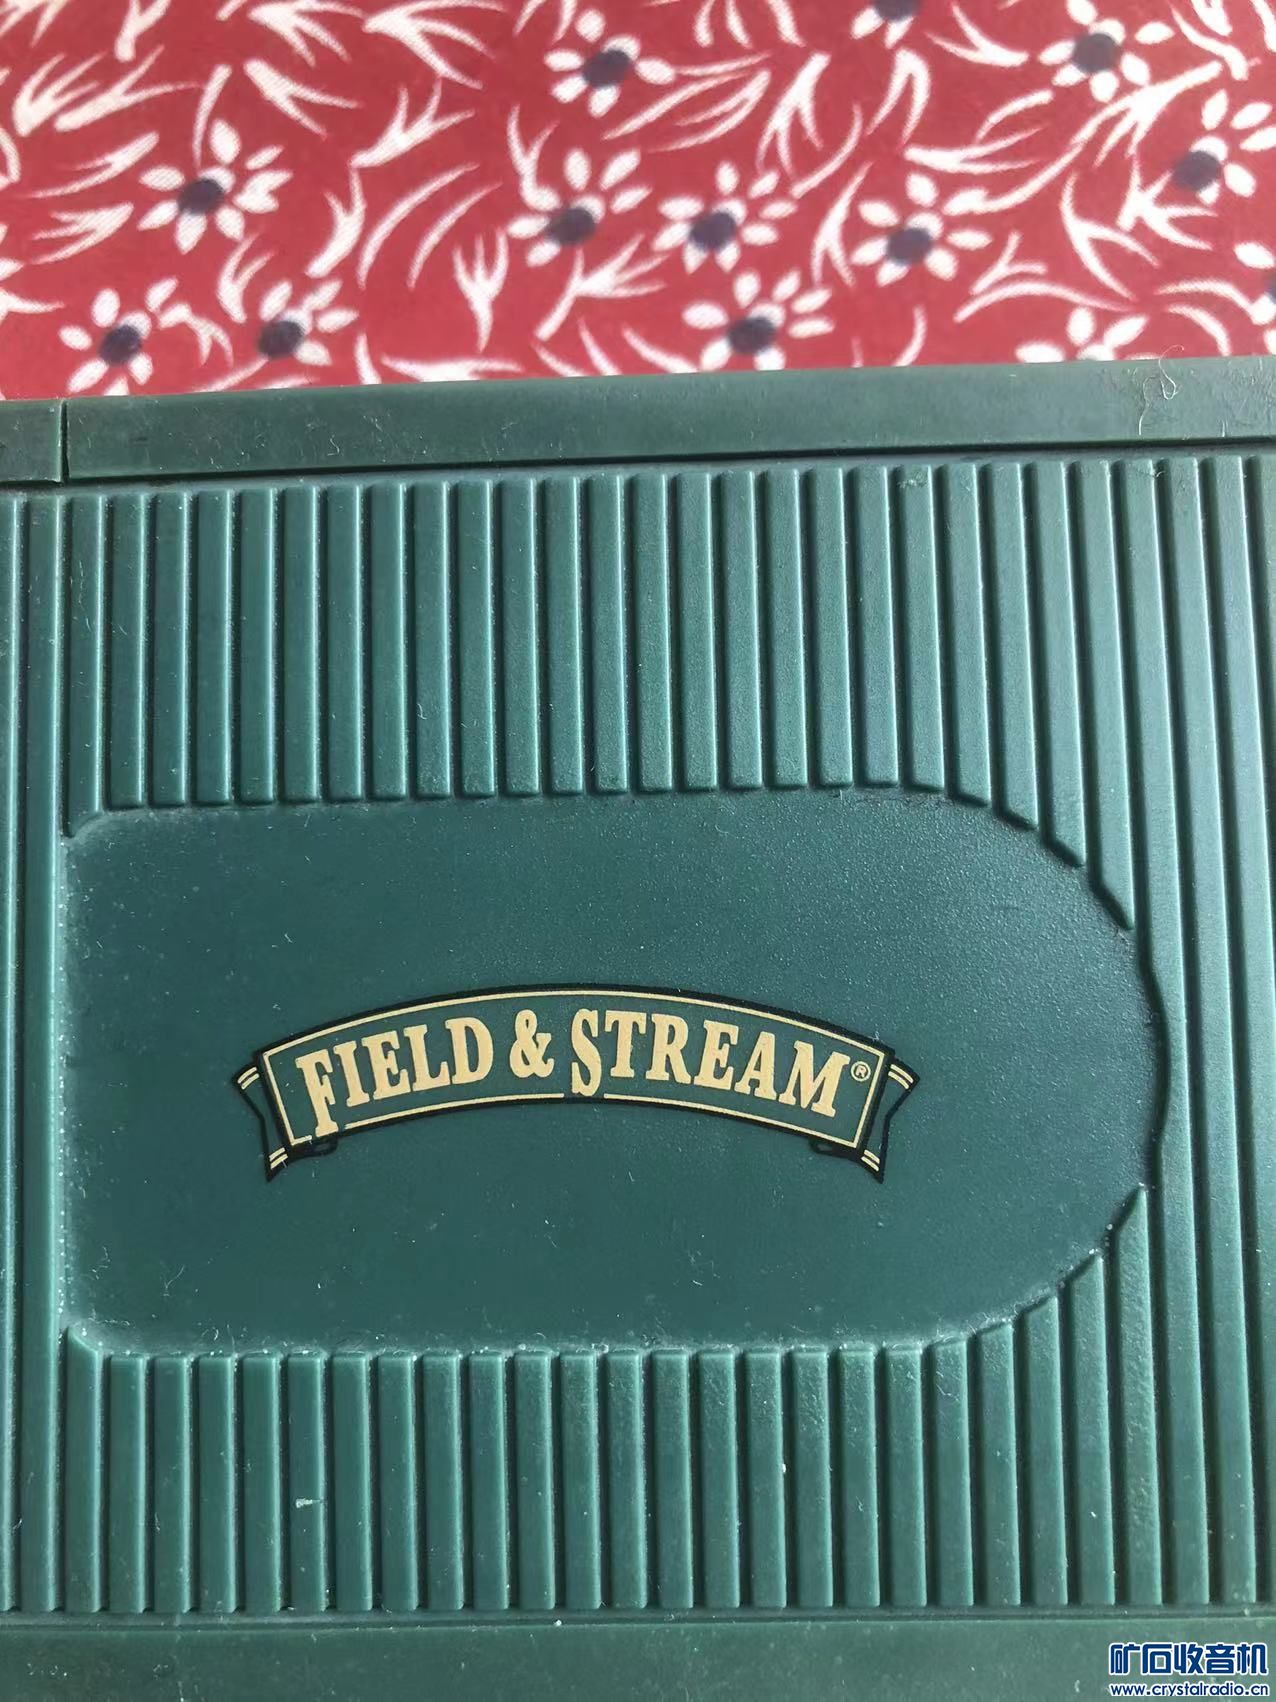 FIELD & STREAM®
矿石收音机
www.crystalradio.cn